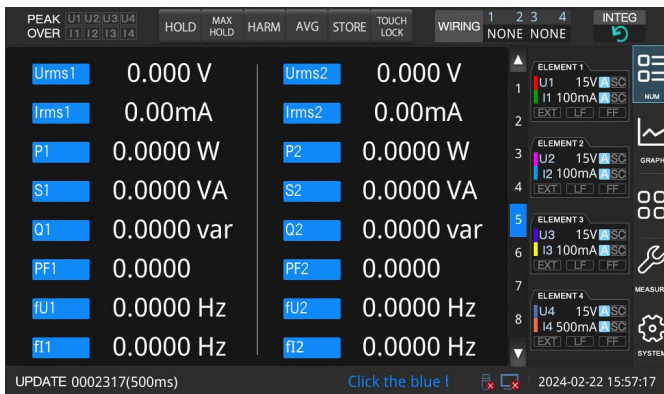 PEAK U1 U2 U3 U4
OVER I1 I2 I3 I4
HOLD
MAX HOLD
HARM
AVG
STORE
TOUCH LOCK
WIRING
1 2 3 4
NONE NONE
INTEG
Urms1 0.000 V Urms2 0.000 V
Irms1 0.00mA Irms2 0.00mA
P1 0.0000 W P2 0.0000 W
S1 0.0000 VA S2 0.0000 VA
Q1 0.0000 var Q2 0.0000 var
PF1 0.0000 PF2 0.0000
fU1 0.0000 Hz fU2 0.0000 Hz
fI1 0.0000 Hz fI2 0.0000 Hz
1
2
3
4
5
6
7
8
ELEMENT 1
U1 15V A SC
I1 100mA A SC
EXT LF FF
ELEMENT 2
U2 15V A SC
I2 100mA A SC
EXT LF FF
ELEMENT 3
U3 15V A SC
I3 100mA A SC
EXT LF FF
ELEMENT 4
U4 15V A SC
I4 500mA A SC
EXT LF FF
NUM
GRAPH
MEASUR
SYSTEM
UPDATE 0002317(500ms)
Click the blue
2024-02-22 15:57:17